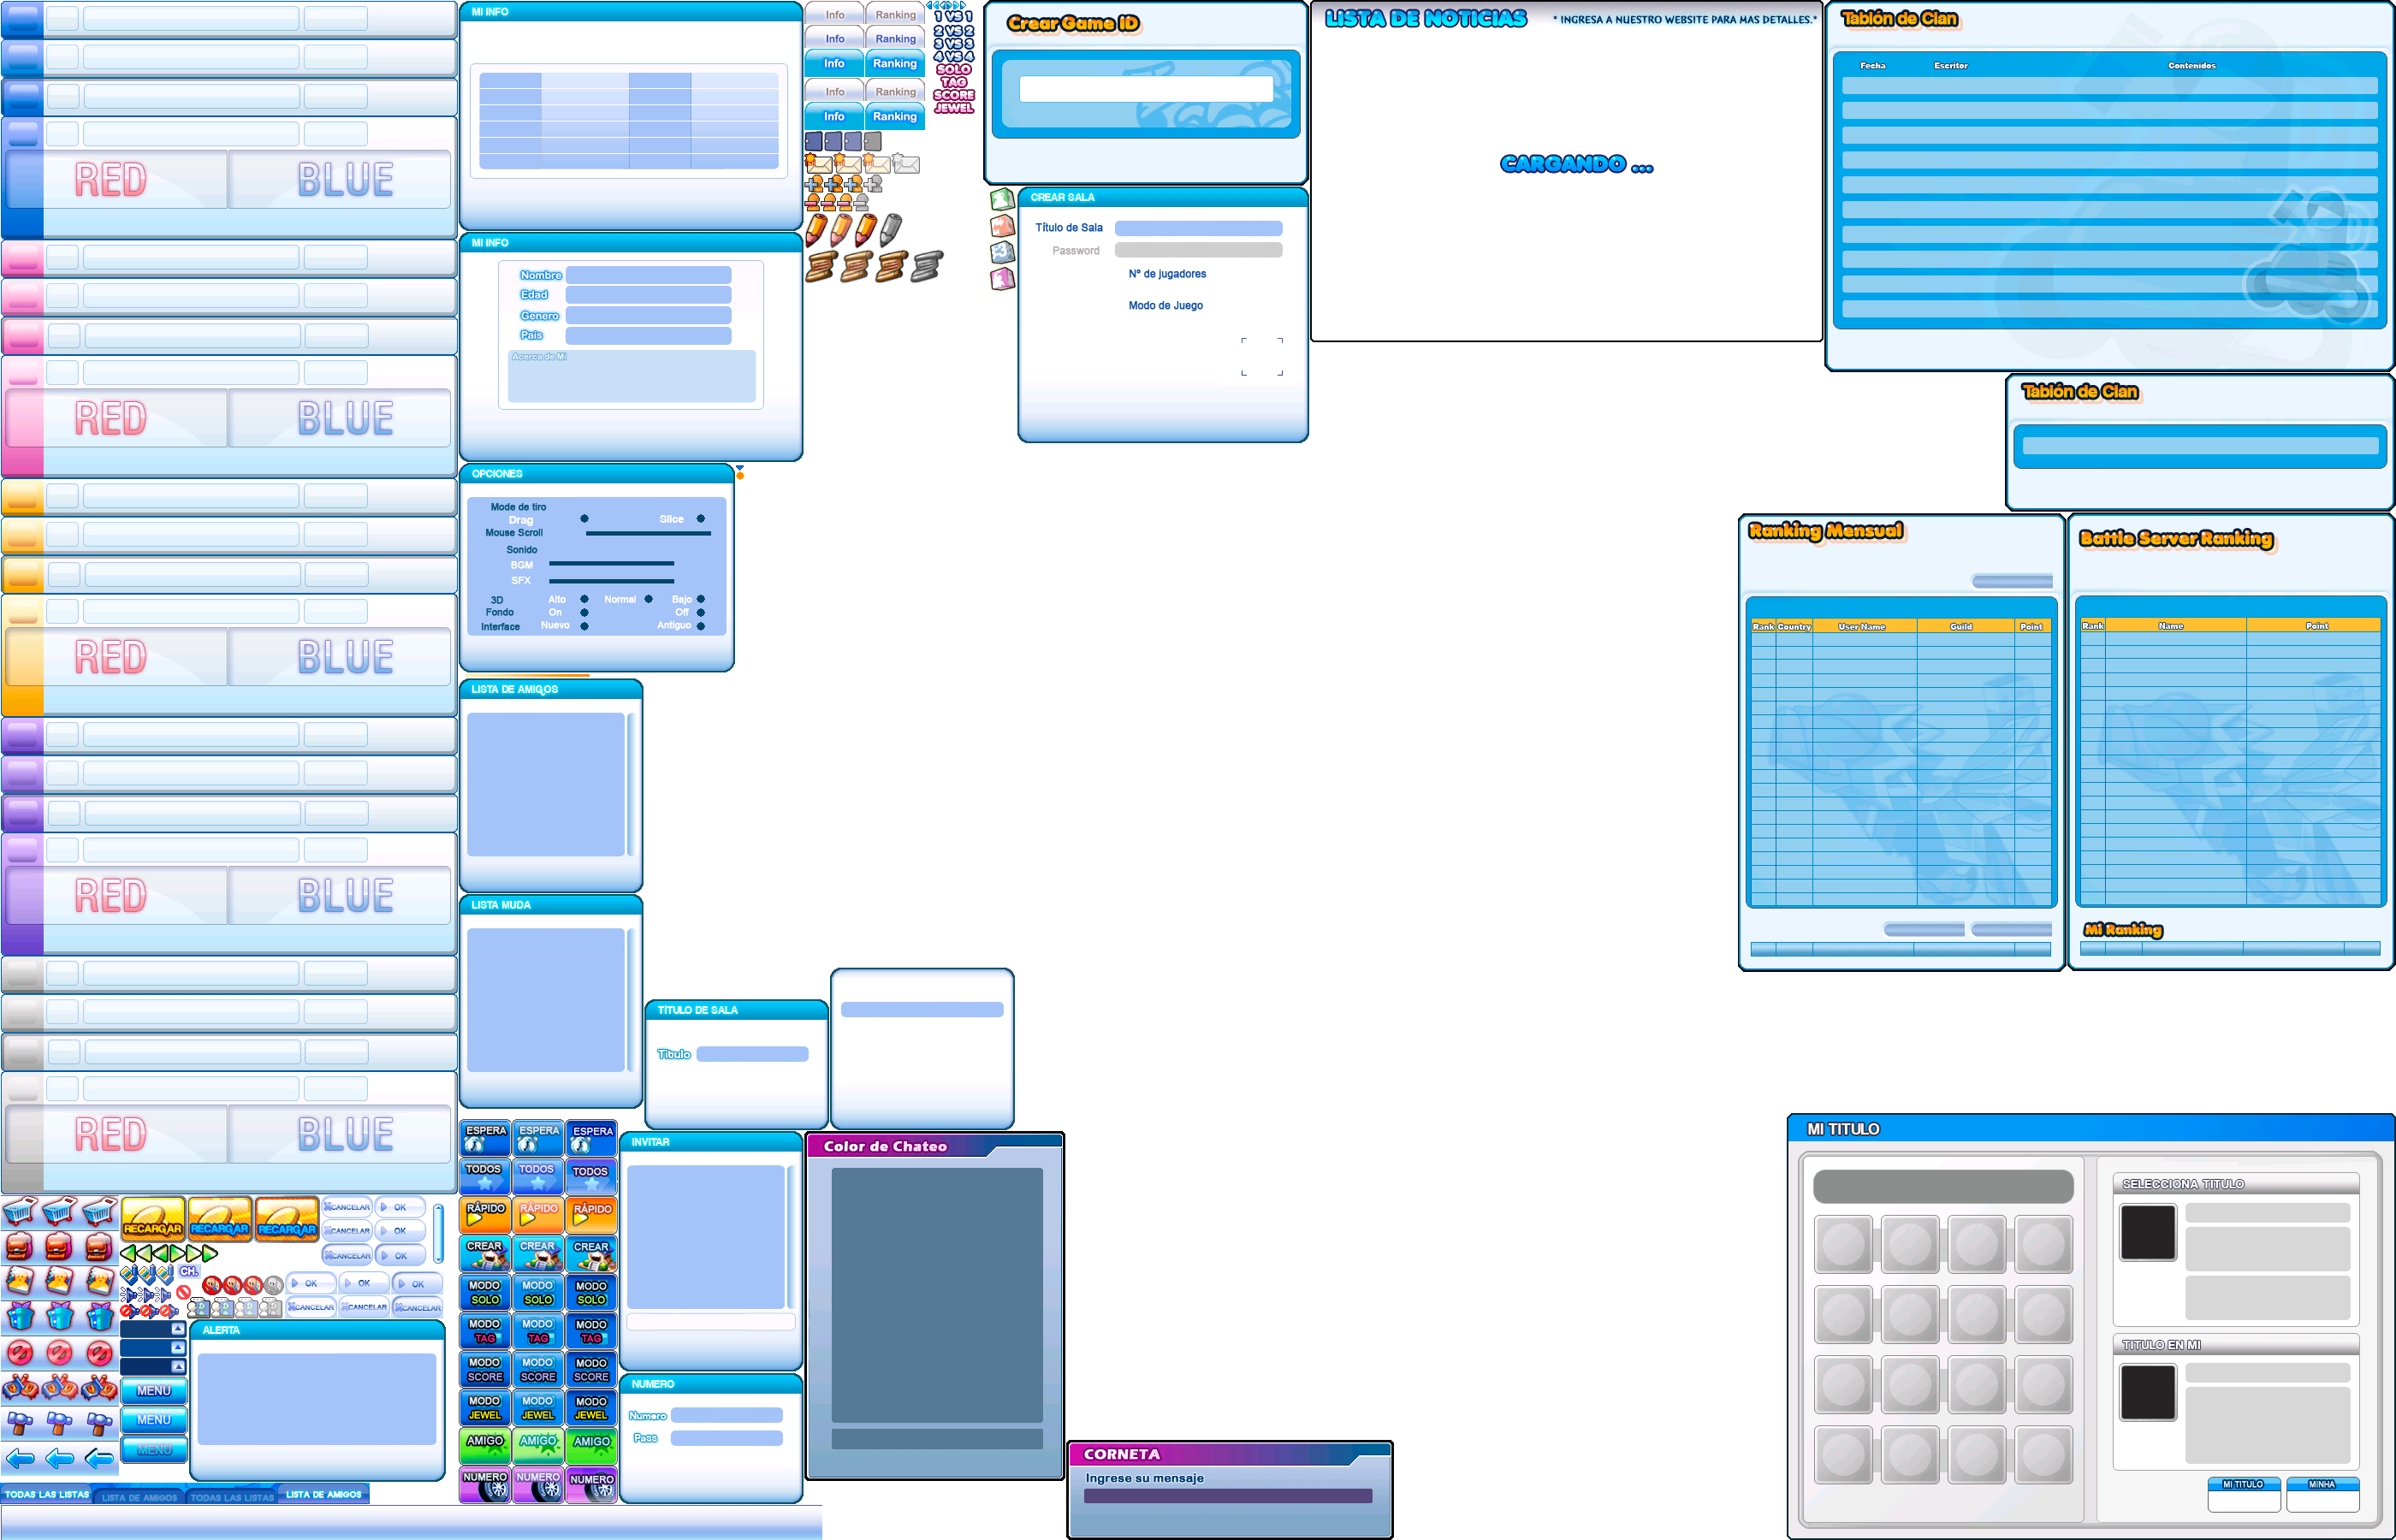 RED BLUE
RED BLUE
RED BLUE
RED BLUE
RED BLUE
RECARGAR RECARGAR RECARGAR
CANCELAR OK
CANCELAR OK
CANCELAR OK
CH.
OK OK OK
CANCELAR CANCELAR CANCELAR
ALERTA
MENU
MENU
MENU
TODAS LAS LISTAS LISTA DE AMIGOS TODAS LAS LISTAS LISTA DE AMIGOS
MI INFO
MI INFO
Nombre
Edad
Genero
Pais
Acerca de Mi
OPCIONES
Mode de tiro
Drag Slice
Mouse Scroll
Sonido
BGM
SFX
3D Alto Normal Bajo
Fondo On Off
Interface Nuevo Antiguo
LISTA DE AMIGOS
LISTA MUDA
TÍTULO DE SALA
Titulo
ESPERA ESPERA ESPERA
TODOS TODOS TODOS
RÁPIDO RÁPIDO RÁPIDO
CREAR CREAR CREAR
MODO SOLO MODO SOLO MODO SOLO
MODO TAG MODO TAG MODO TAG
MODO SCORE MODO SCORE MODO SCORE
MODO JEWEL MODO JEWEL MODO JEWEL
AMIGO AMIGO AMIGO
NUMERO NUMERO NUMERO
INVITAR
NUMERO
Numero
Pass
Info Ranking
Info Ranking
Info Ranking
Info Ranking
Info Ranking
1 VS 1
2 VS 2
3 VS 3
4 VS 4
SOLO
TAG
SCORE
JEWEL
Crear Game ID
CREAR SALA
Título de Sala
Password
Nº de jugadores
Modo de Juego
LISTA DE NOTICIAS * INGRESA A NUESTRO WEBSITE PARA MAS DETALLES.*
CARGANDO ...
Tablón de Clan
Fecha Escritor Contenidos
Tablón de Clan
Ranking Mensual
Rank Country User Name Guild Point
Battle Server Ranking
Rank Name Point
Mi Ranking
Color de Chateo
CORNETA
Ingrese su mensaje
MI TITULO
SELECCIONA TITULO
TITULO EN MI
MI TITULO MINHA